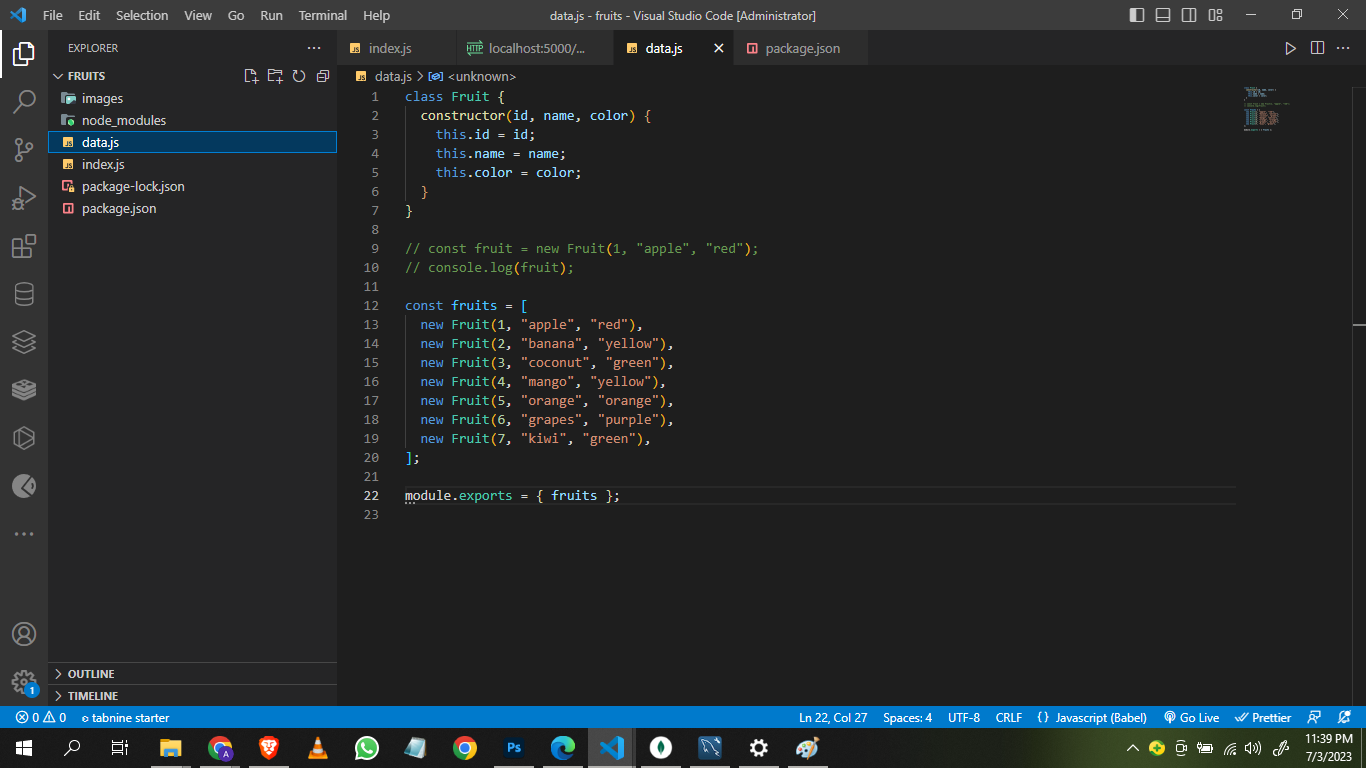 File Edit Selection View Go Run Terminal Help data.js - fruits - Visual Studio Code [Administrator]
EXPLORER
FRUITS
images
node_modules
data.js
index.js
package-lock.json
package.json
OUTLINE
TIMELINE
index.js HTTP localhost:5000/... data.js package.json
data.js > <unknown>
1 class Fruit {
2 constructor(id, name, color) {
3 this.id = id;
4 this.name = name;
5 this.color = color;
6 }
7 }
8
9 // const fruit = new Fruit(1, "apple", "red");
10 // console.log(fruit);
11
12 const fruits = [
13 new Fruit(1, "apple", "red"),
14 new Fruit(2, "banana", "yellow"),
15 new Fruit(3, "coconut", "green"),
16 new Fruit(4, "mango", "yellow"),
17 new Fruit(5, "orange", "orange"),
18 new Fruit(6, "grapes", "purple"),
19 new Fruit(7, "kiwi", "green"),
20 ];
21
22 module.exports = { fruits };
23
1
0 0 tabnine starter Ln 22, Col 27 Spaces: 4 UTF-8 CRLF {} Javascript (Babel) Go Live Prettier
A Ps 11:39 PM
7/3/2023